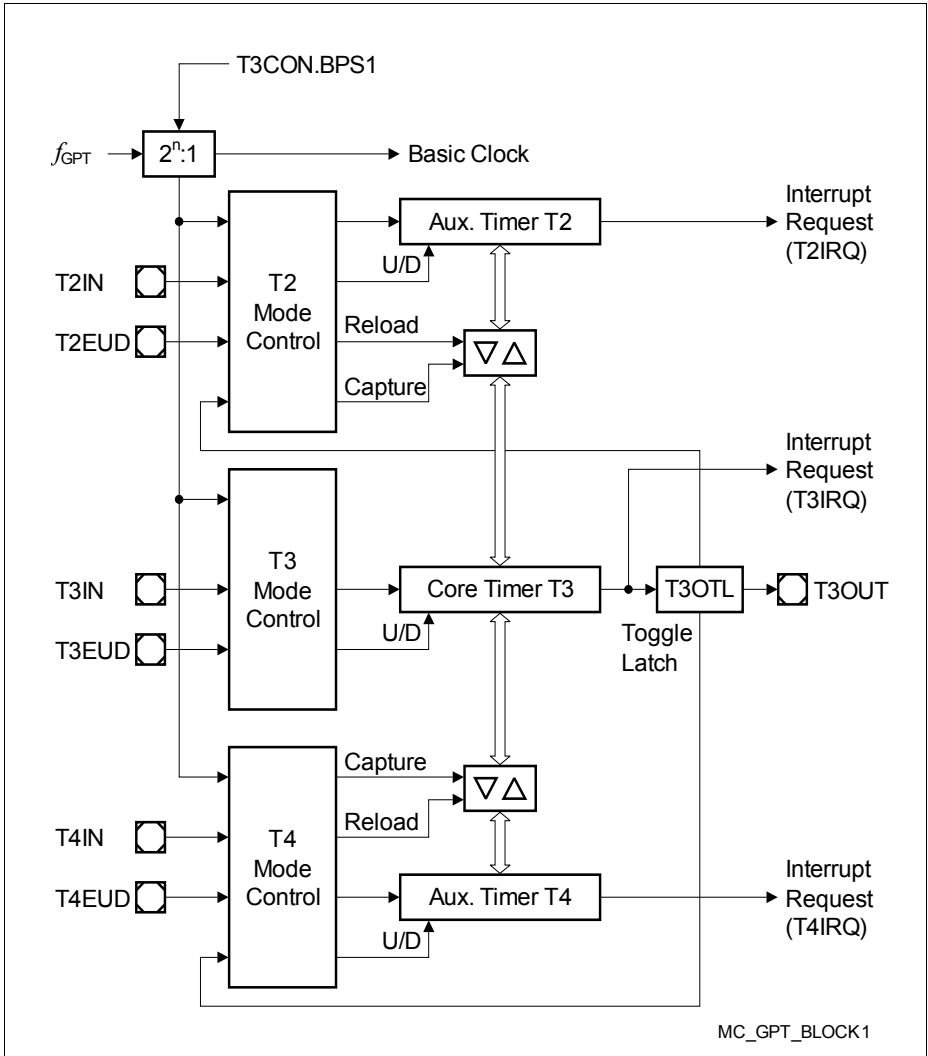 T3CON.BPS1
fGPT
2n:1
Basic Clock
Interrupt
Request
(T2IRQ)
Aux. Timer T2
U/D
T2IN
T2
Mode
Control
T2EUD
Reload
Capture
Interrupt
Request
(T3IRQ)
T3
Mode
Control
T3IN
Core Timer T3
T3OTL
T3OUT
T3EUD
U/D
Toggle
Latch
Capture
Reload
T4IN
T4
Mode
Control
T4EUD
Aux. Timer T4
U/D
Interrupt
Request
(T4IRQ)
MC_GPT_BLOCK1